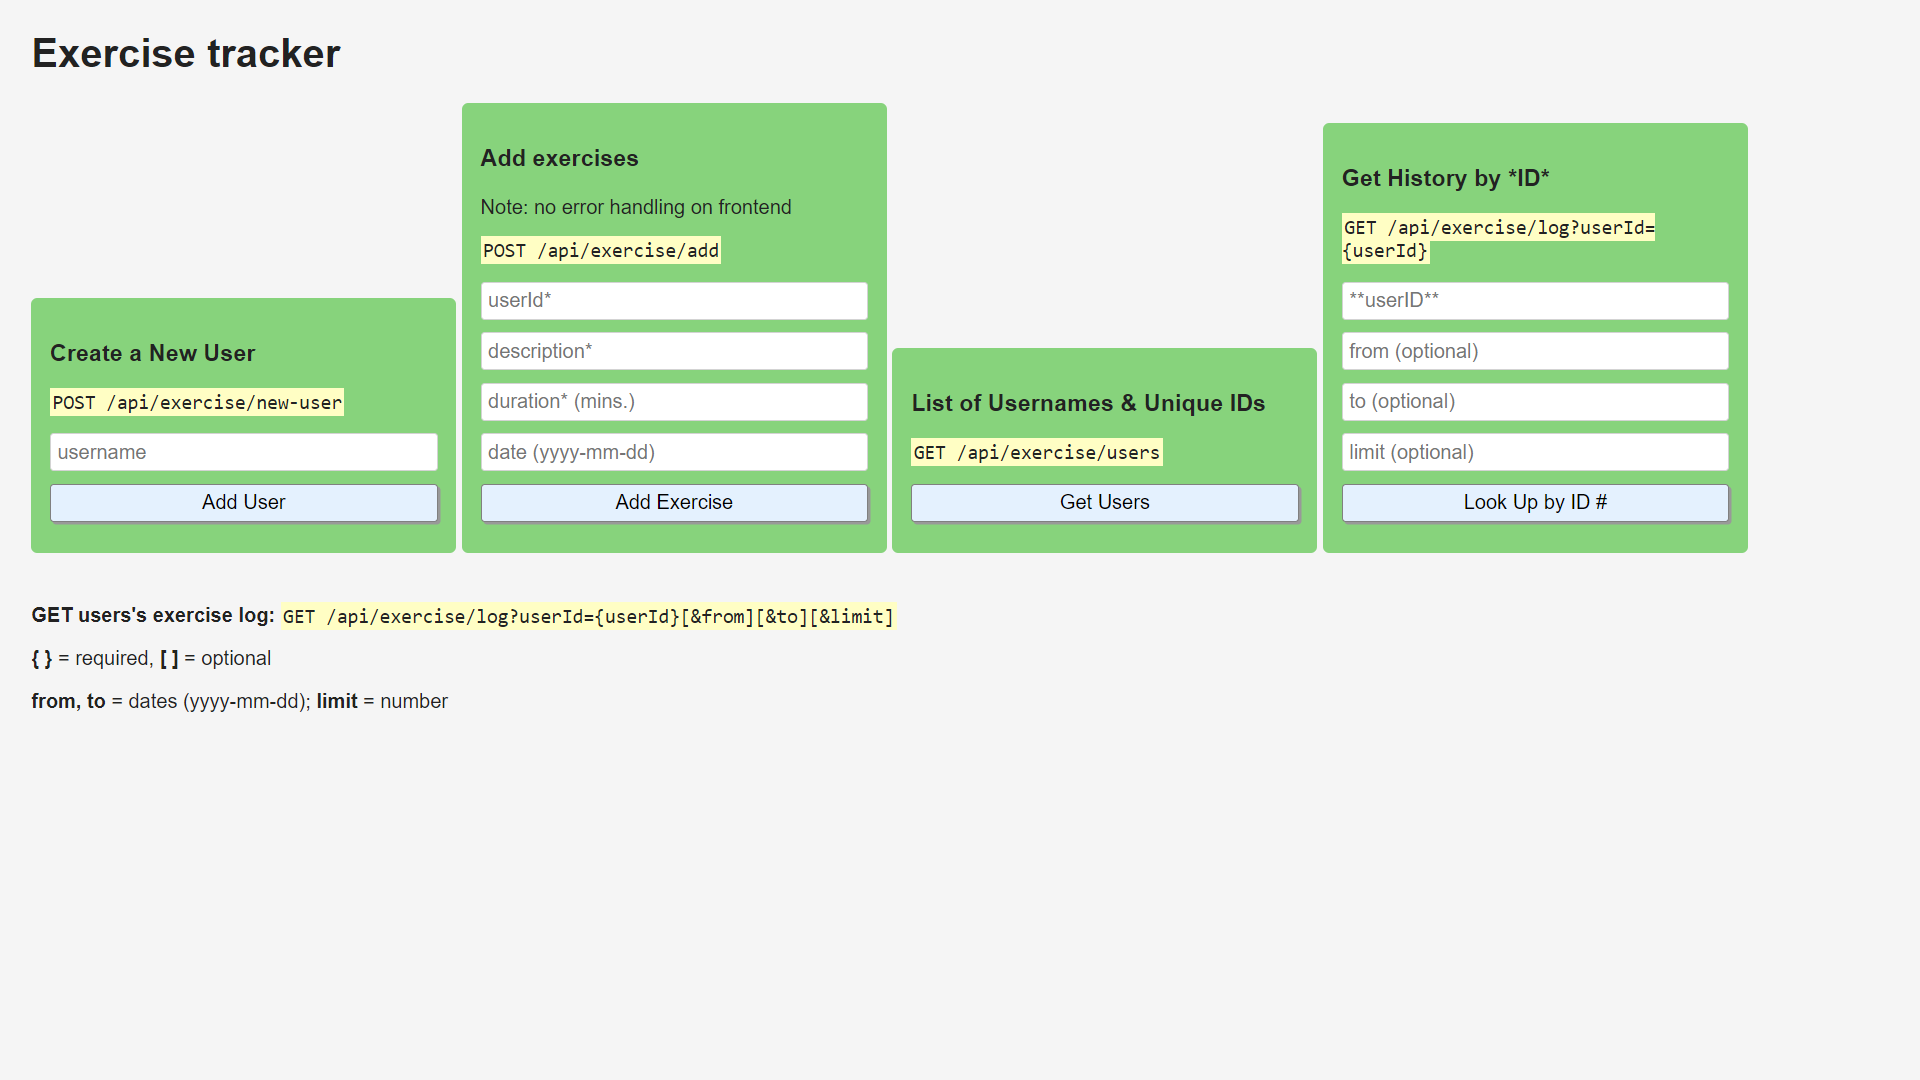 Exercise tracker
Create a New User
POST /api/exercise/new-user
username
Add User
Add exercises
Note: no error handling on frontend
POST /api/exercise/add
userId*
description*
duration* (mins.)
date (yyyy-mm-dd)
Add Exercise
List of Usernames & Unique IDs
GET /api/exercise/users
Get Users
Get History by *ID*
GET /api/exercise/log?userId=
{userId}
**userID**
from (optional)
to (optional)
limit (optional)
Look Up by ID #
GET users's exercise log: GET /api/exercise/log?userId={userId}[&from][&to][&limit]
{ } = required, [ ] = optional
from, to = dates (yyyy-mm-dd); limit = number